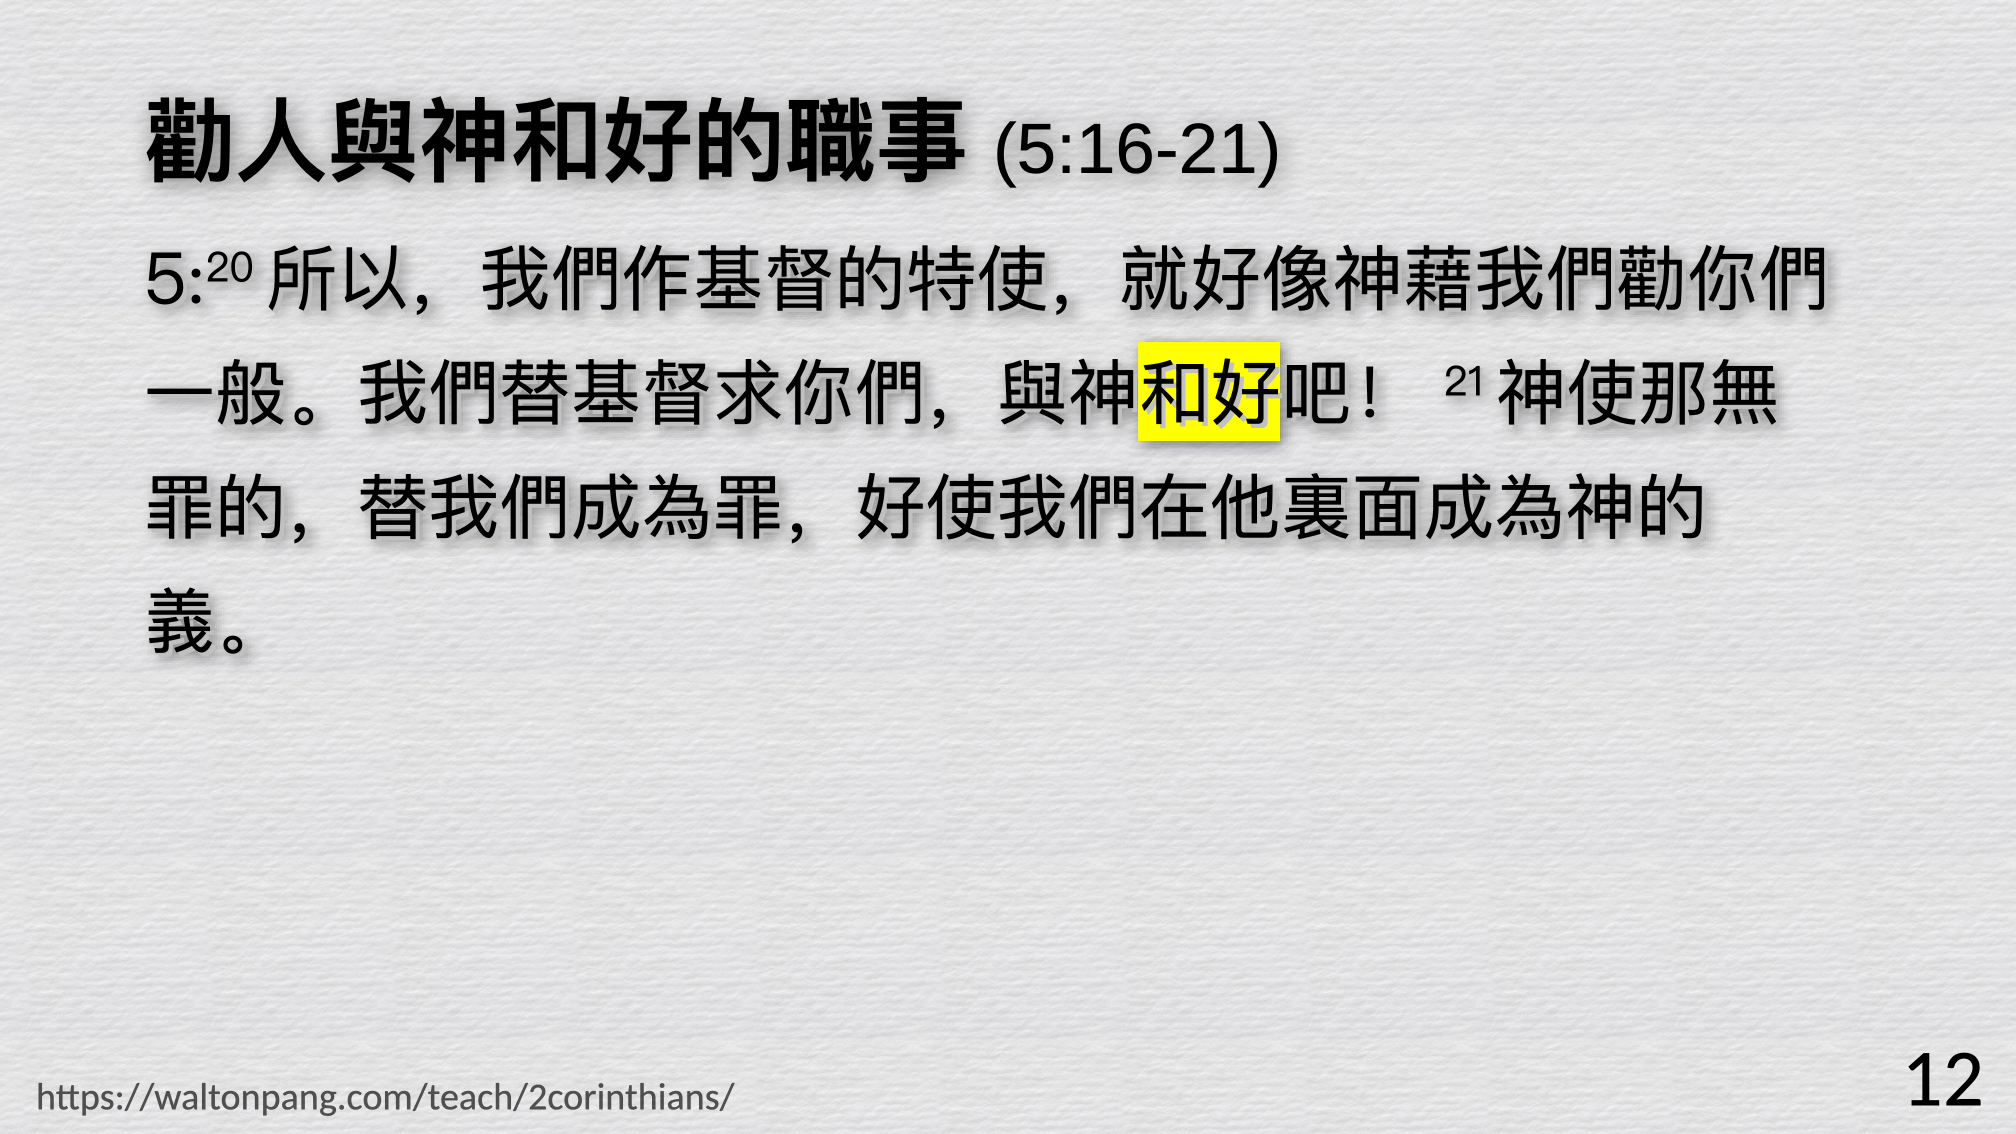 勸人與神和好的職事 (5:16-21)
5:20 所以，我們作基督的特使，就好像神藉我們勸你們
一般。我們替基督求你們，與神和好吧！ 21 神使那無
罪的，替我們成為罪，好使我們在他裏面成為神的
義。
https://waltonpang.com/teach/2corinthians/
12